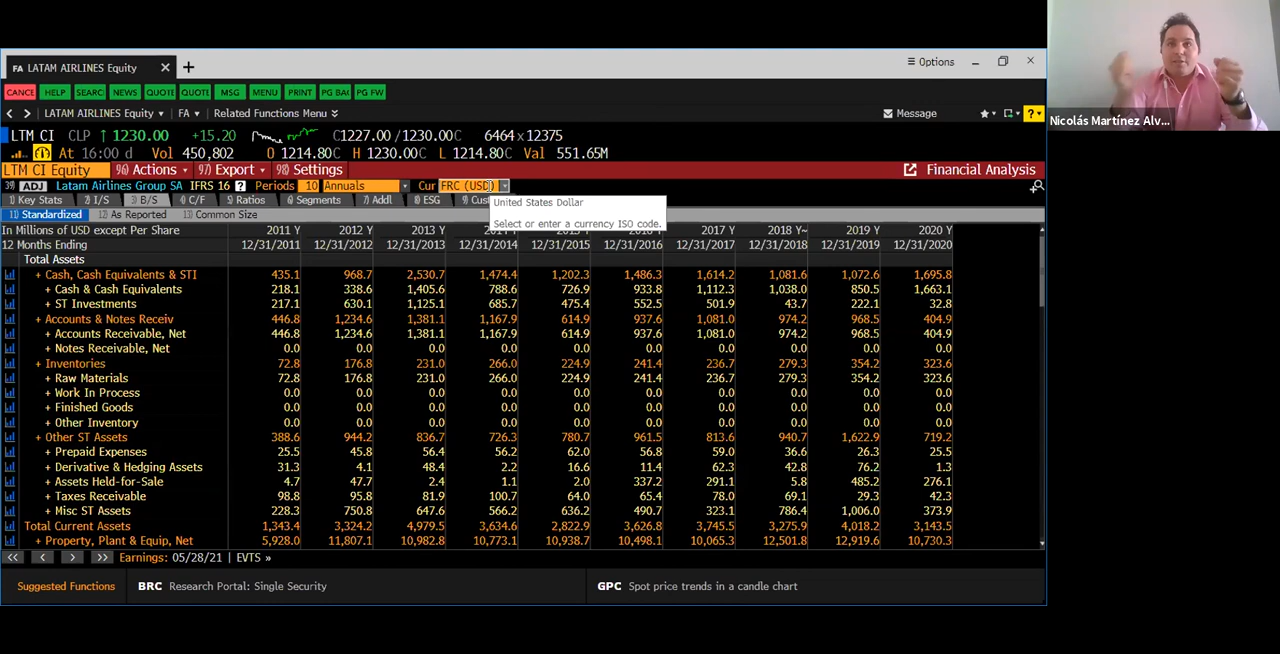 FA LATAM AIRLINES Equity
Options
CANCE HELP SEARC NEWS QUOTE QUOTE MSG MENU PRINT PG BAC PG FW
LATAM AIRLINES Equity FA Related Functions Menu Message
LTM CI CLP 1230.00 +15.20 C1227.00/1230.00C 6464x12375
At 16:00 d Vol 450,802 O 1214.80C H 1230.00C L 1214.80C Val 551.65M
LTM CI Equity 96) Actions 97) Export 98) Settings Financial Analysis
39) ADJ Latam Airlines Group SA IFRS 16 ? Periods 10 Annuals Cur FRC (USD)
1) Key Stats 2) I/S 3) B/S 4) C/F 5) Ratios 6) Segments 7) Addl 8) ESG 9) Cust
United States Dollar
Select or enter a currency ISO code.
11) Standardized 12) As Reported 13) Common Size
In Millions of USD except Per Share 2011 Y 2012 Y 2013 Y 2016 Y 2017 Y 2018 Y~ 2019 Y 2020 Y
12 Months Ending 12/31/2011 12/31/2012 12/31/2013 12/31/2014 12/31/2015 12/31/2016 12/31/2017 12/31/2018 12/31/2019 12/31/2020
Total Assets
+ Cash, Cash Equivalents & STI 435.1 968.7 2,530.7 1,474.4 1,202.3 1,486.3 1,614.2 1,081.6 1,072.6 1,695.8
+ Cash & Cash Equivalents 218.1 338.6 1,405.6 788.6 726.9 933.8 1,112.3 1,038.0 850.5 1,663.1
+ ST Investments 217.1 630.1 1,125.1 685.7 475.4 552.5 501.9 43.7 222.1 32.8
+ Accounts & Notes Receiv 446.8 1,234.6 1,381.1 1,167.9 614.9 937.6 1,081.0 974.2 968.5 404.9
+ Accounts Receivable, Net 446.8 1,234.6 1,381.1 1,167.9 614.9 937.6 1,081.0 974.2 968.5 404.9
+ Notes Receivable, Net 0.0 0.0 0.0 0.0 0.0 0.0 0.0 0.0 0.0 0.0
+ Inventories 72.8 176.8 231.0 266.0 224.9 241.4 236.7 279.3 354.2 323.6
+ Raw Materials 72.8 176.8 231.0 266.0 224.9 241.4 236.7 279.3 354.2 323.6
+ Work In Process 0.0 0.0 0.0 0.0 0.0 0.0 0.0 0.0 0.0 0.0
+ Finished Goods 0.0 0.0 0.0 0.0 0.0 0.0 0.0 0.0 0.0 0.0
+ Other Inventory 0.0 0.0 0.0 0.0 0.0 0.0 0.0 0.0 0.0 0.0
+ Other ST Assets 388.6 944.2 836.7 726.3 780.7 961.5 813.6 940.7 1,622.9 719.2
+ Prepaid Expenses 25.5 45.8 56.4 56.2 62.0 56.8 59.0 36.6 26.3 25.5
+ Derivative & Hedging Assets 31.3 4.1 48.4 2.2 16.6 11.4 62.3 42.8 76.2 1.3
+ Assets Held-for-Sale 4.7 47.7 2.4 1.1 2.0 337.2 291.1 5.8 485.2 276.1
+ Taxes Receivable 98.8 95.8 81.9 100.7 64.0 65.4 78.0 69.1 29.3 42.3
+ Misc ST Assets 228.3 750.8 647.6 566.2 636.2 490.7 323.1 786.4 1,006.0 373.9
Total Current Assets 1,343.4 3,324.2 4,979.5 3,634.6 2,822.9 3,626.8 3,745.5 3,275.9 4,018.2 3,143.5
+ Property, Plant & Equip, Net 5,928.0 11,807.1 10,982.8 10,773.1 10,938.7 10,498.1 10,065.3 12,501.8 12,919.6 10,730.3
Earnings: 05/28/21 | EVTS »
Suggested Functions BRC Research Portal: Single Security GPC Spot price trends in a candle chart
Nicolás Martínez Alv...